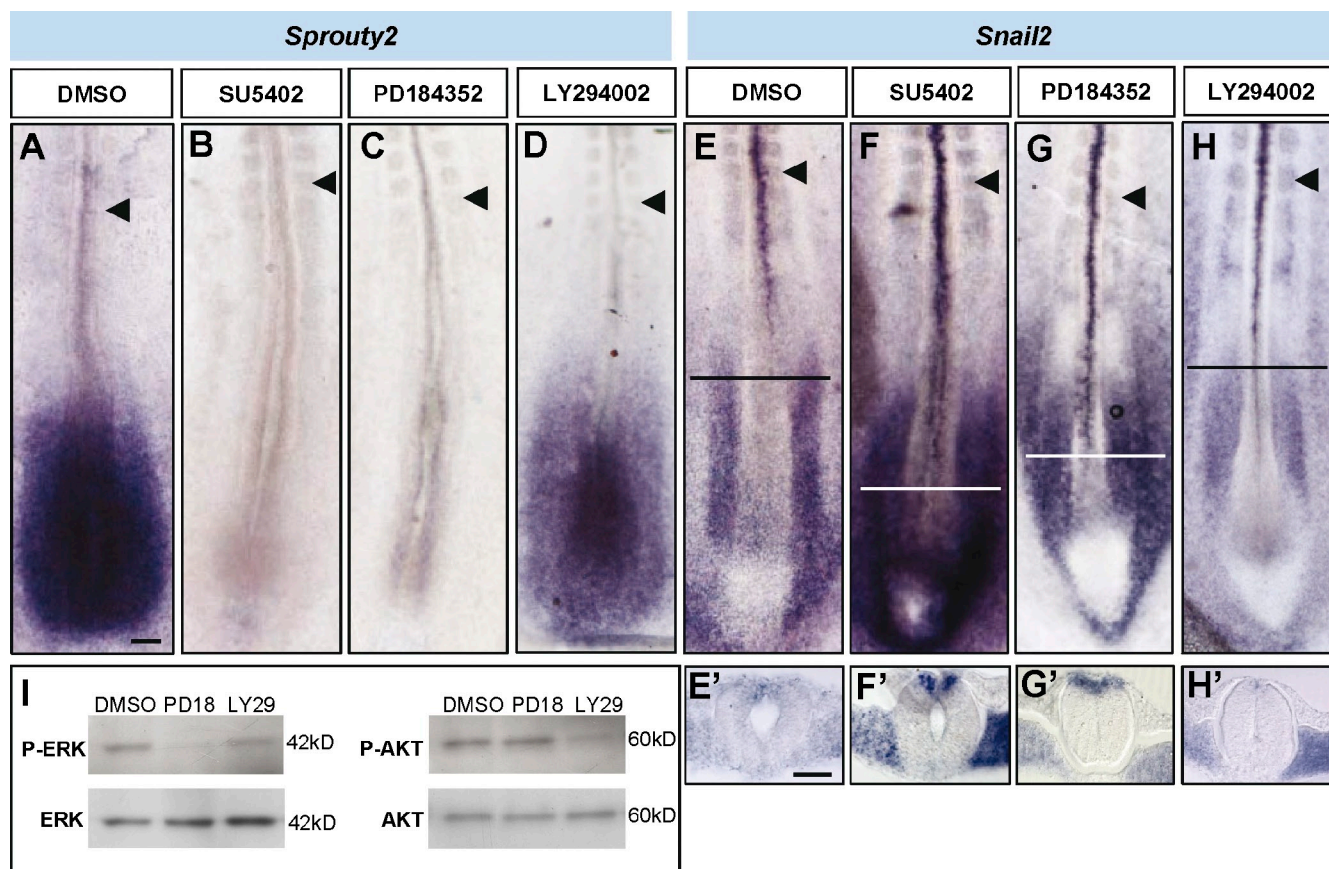 Sprouty2 Snail2
DMSO SU5402 PD184352 LY294002 DMSO SU5402 PD184352 LY294002
A B C D E F G H
I E' F' G' H'
DMSO PD18 LY29 DMSO PD18 LY29
P-ERK 42kD P-AKT 60kD
ERK 42kD AKT 60kD